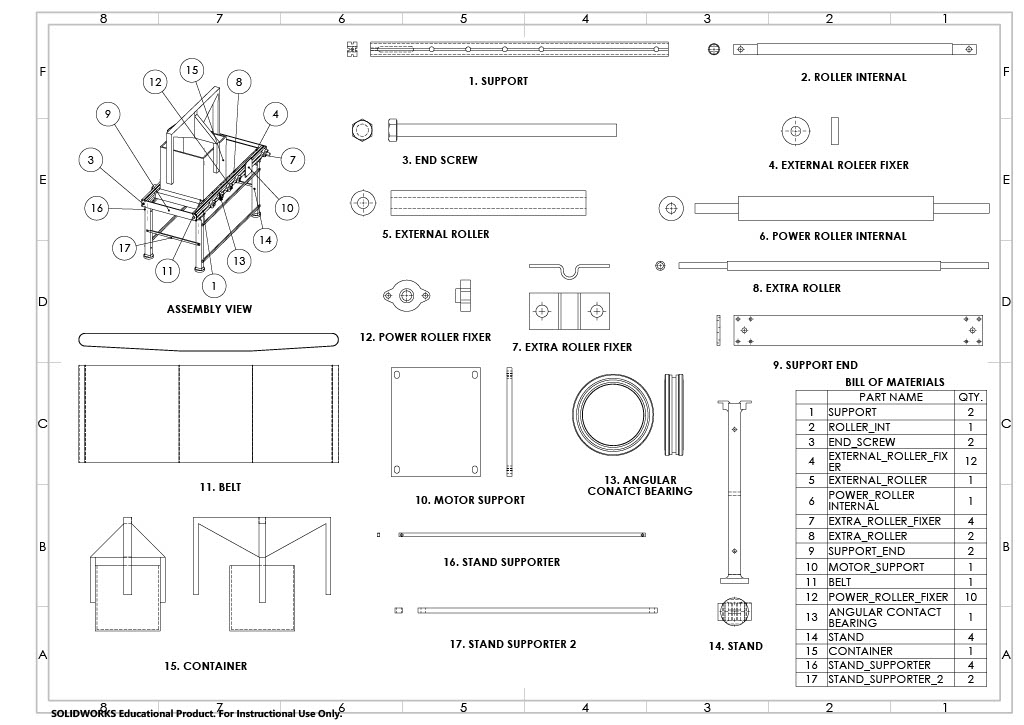 8 7 6 5 4 3 2 1
F F
1. SUPPORT
2. ROLLER INTERNAL
15
12 8
9 4
3 7
16 10
17 14
11 13
1
ASSEMBLY VIEW
3. END SCREW
4. EXTERNAL ROLEER FIXER
E E
5. EXTERNAL ROLLER
6. POWER ROLLER INTERNAL
8. EXTRA ROLLER
D D
12. POWER ROLLER FIXER
7. EXTRA ROLLER FIXER
9. SUPPORT END
C C
11. BELT
10. MOTOR SUPPORT
13. ANGULAR
CONATCT BEARING
B B
16. STAND SUPPORTER
17. STAND SUPPORTER 2
14. STAND
15. CONTAINER
A A
BILL OF MATERIALS
PART NAME QTY.
1 SUPPORT 2
2 ROLLER_INT 1
3 END_SCREW 2
4 EXTERNAL_ROLLER_FIX 12
ER
5 EXTERNAL_ROLLER 1
6 POWER_ROLLER 1
INTERNAL
7 EXTRA_ROLLER_FIXER 4
8 EXTRA_ROLLER 2
9 SUPPORT_END 2
10 MOTOR_SUPPORT 1
11 BELT 1
12 POWER_ROLLER_FIXER 10
13 ANGULAR CONTACT 1
BEARING
14 STAND 4
15 CONTAINER 1
16 STAND_SUPPORTER 4
17 STAND_SUPPORTER_2 2
8 7 6 5 4 3 2 1
SOLIDWORKS Educational Product. For Instructional Use Only.